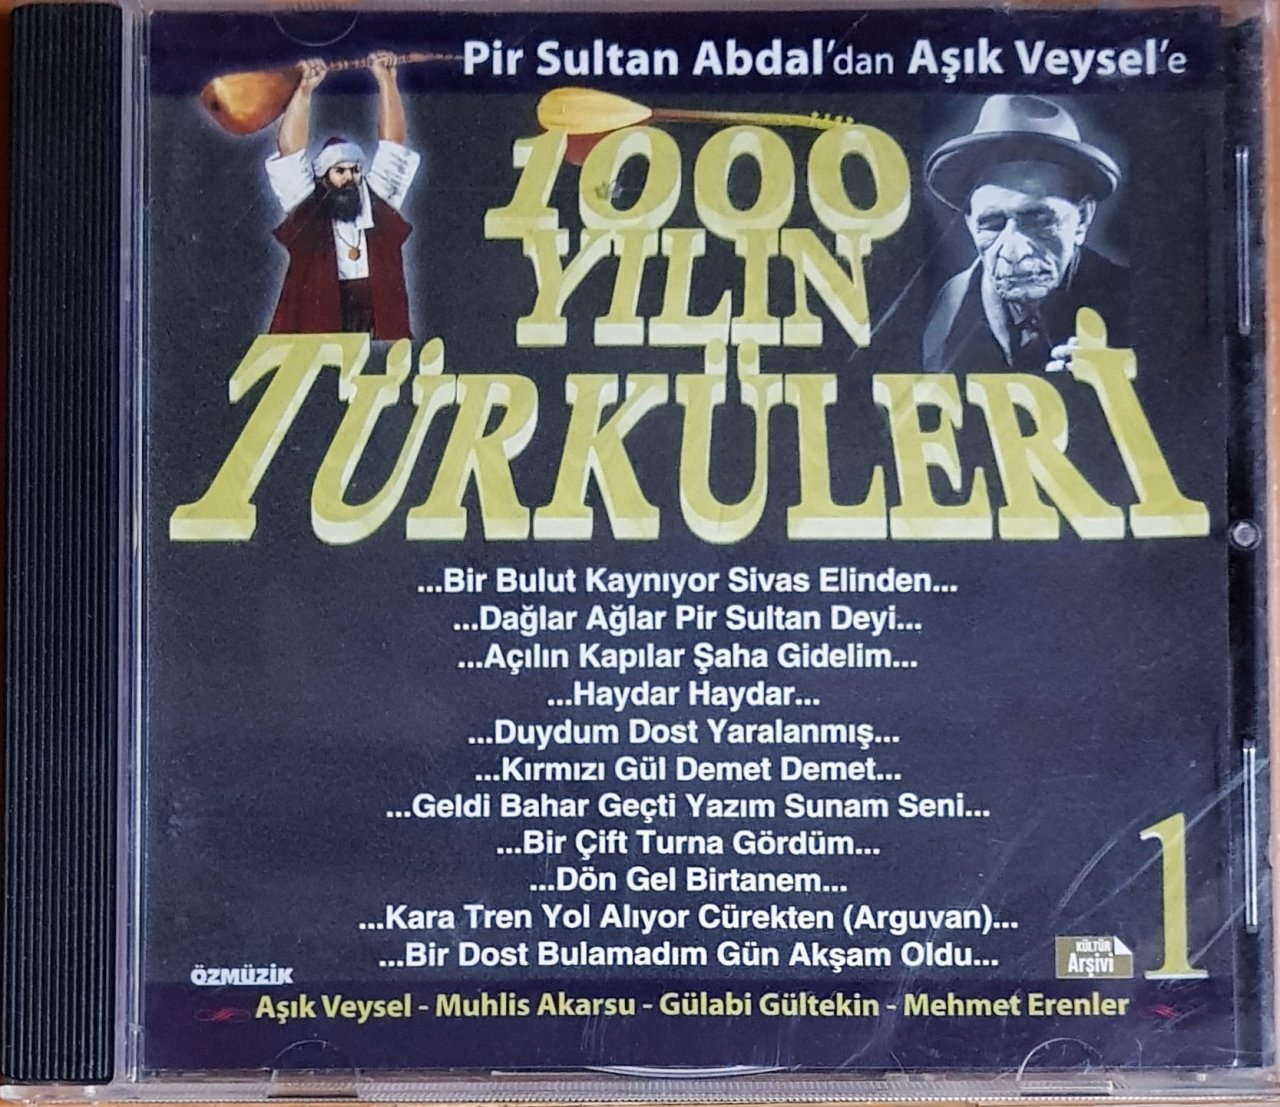 Pir Sultan Abdal'dan Aşık Veysel'e
1000
YILIN
TÜRKÜLERİ
...Bir Bulut Kaynıyor Sivas Elinden...
...Dağlar Ağlar Pir Sultan Deyi...
...Açılın Kapılar Şaha Gidelim...
...Haydar Haydar...
...Duydum Dost Yaralanmış...
...Kırmızı Gül Demet Demet...
...Geldi Bahar Geçti Yazım Sunam Seni...
...Bir Çift Turna Gördüm...
...Dön Gel Birtanem...
...Kara Tren Yol Alıyor Cürekten (Arguvan)...
...Bir Dost Bulamadım Gün Akşam Oldu...
ÖZMÜZİK
KÜLTÜR
Arşivi
1
Aşık Veysel - Muhlis Akarsu - Gülabi Gültekin - Mehmet Erenler